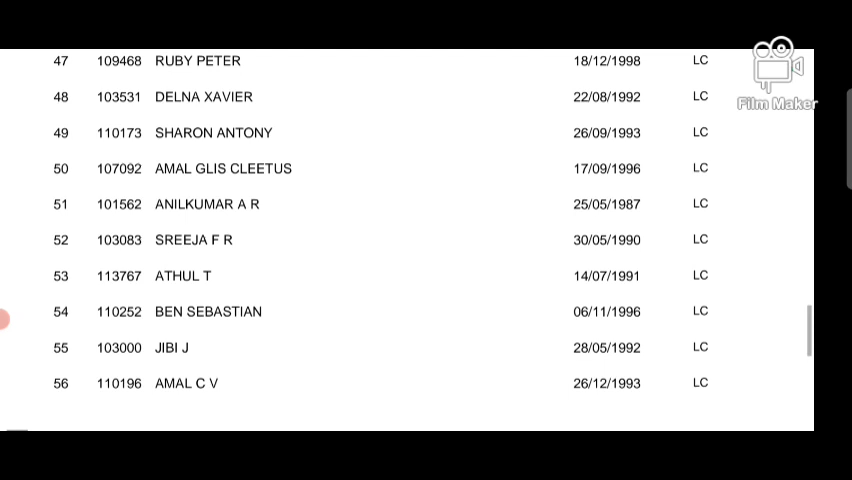 47 109468 RUBY PETER 18/12/1998 LC
48 103531 DELNA XAVIER 22/08/1992 LC
49 110173 SHARON ANTONY 26/09/1993 LC
50 107092 AMAL GLIS CLEETUS 17/09/1996 LC
51 101562 ANILKUMAR A R 25/05/1987 LC
52 103083 SREEJA F R 30/05/1990 LC
53 113767 ATHUL T 14/07/1991 LC
54 110252 BEN SEBASTIAN 06/11/1996 LC
55 103000 JIBI J 28/05/1992 LC
56 110196 AMAL C V 26/12/1993 LC
Film Maker